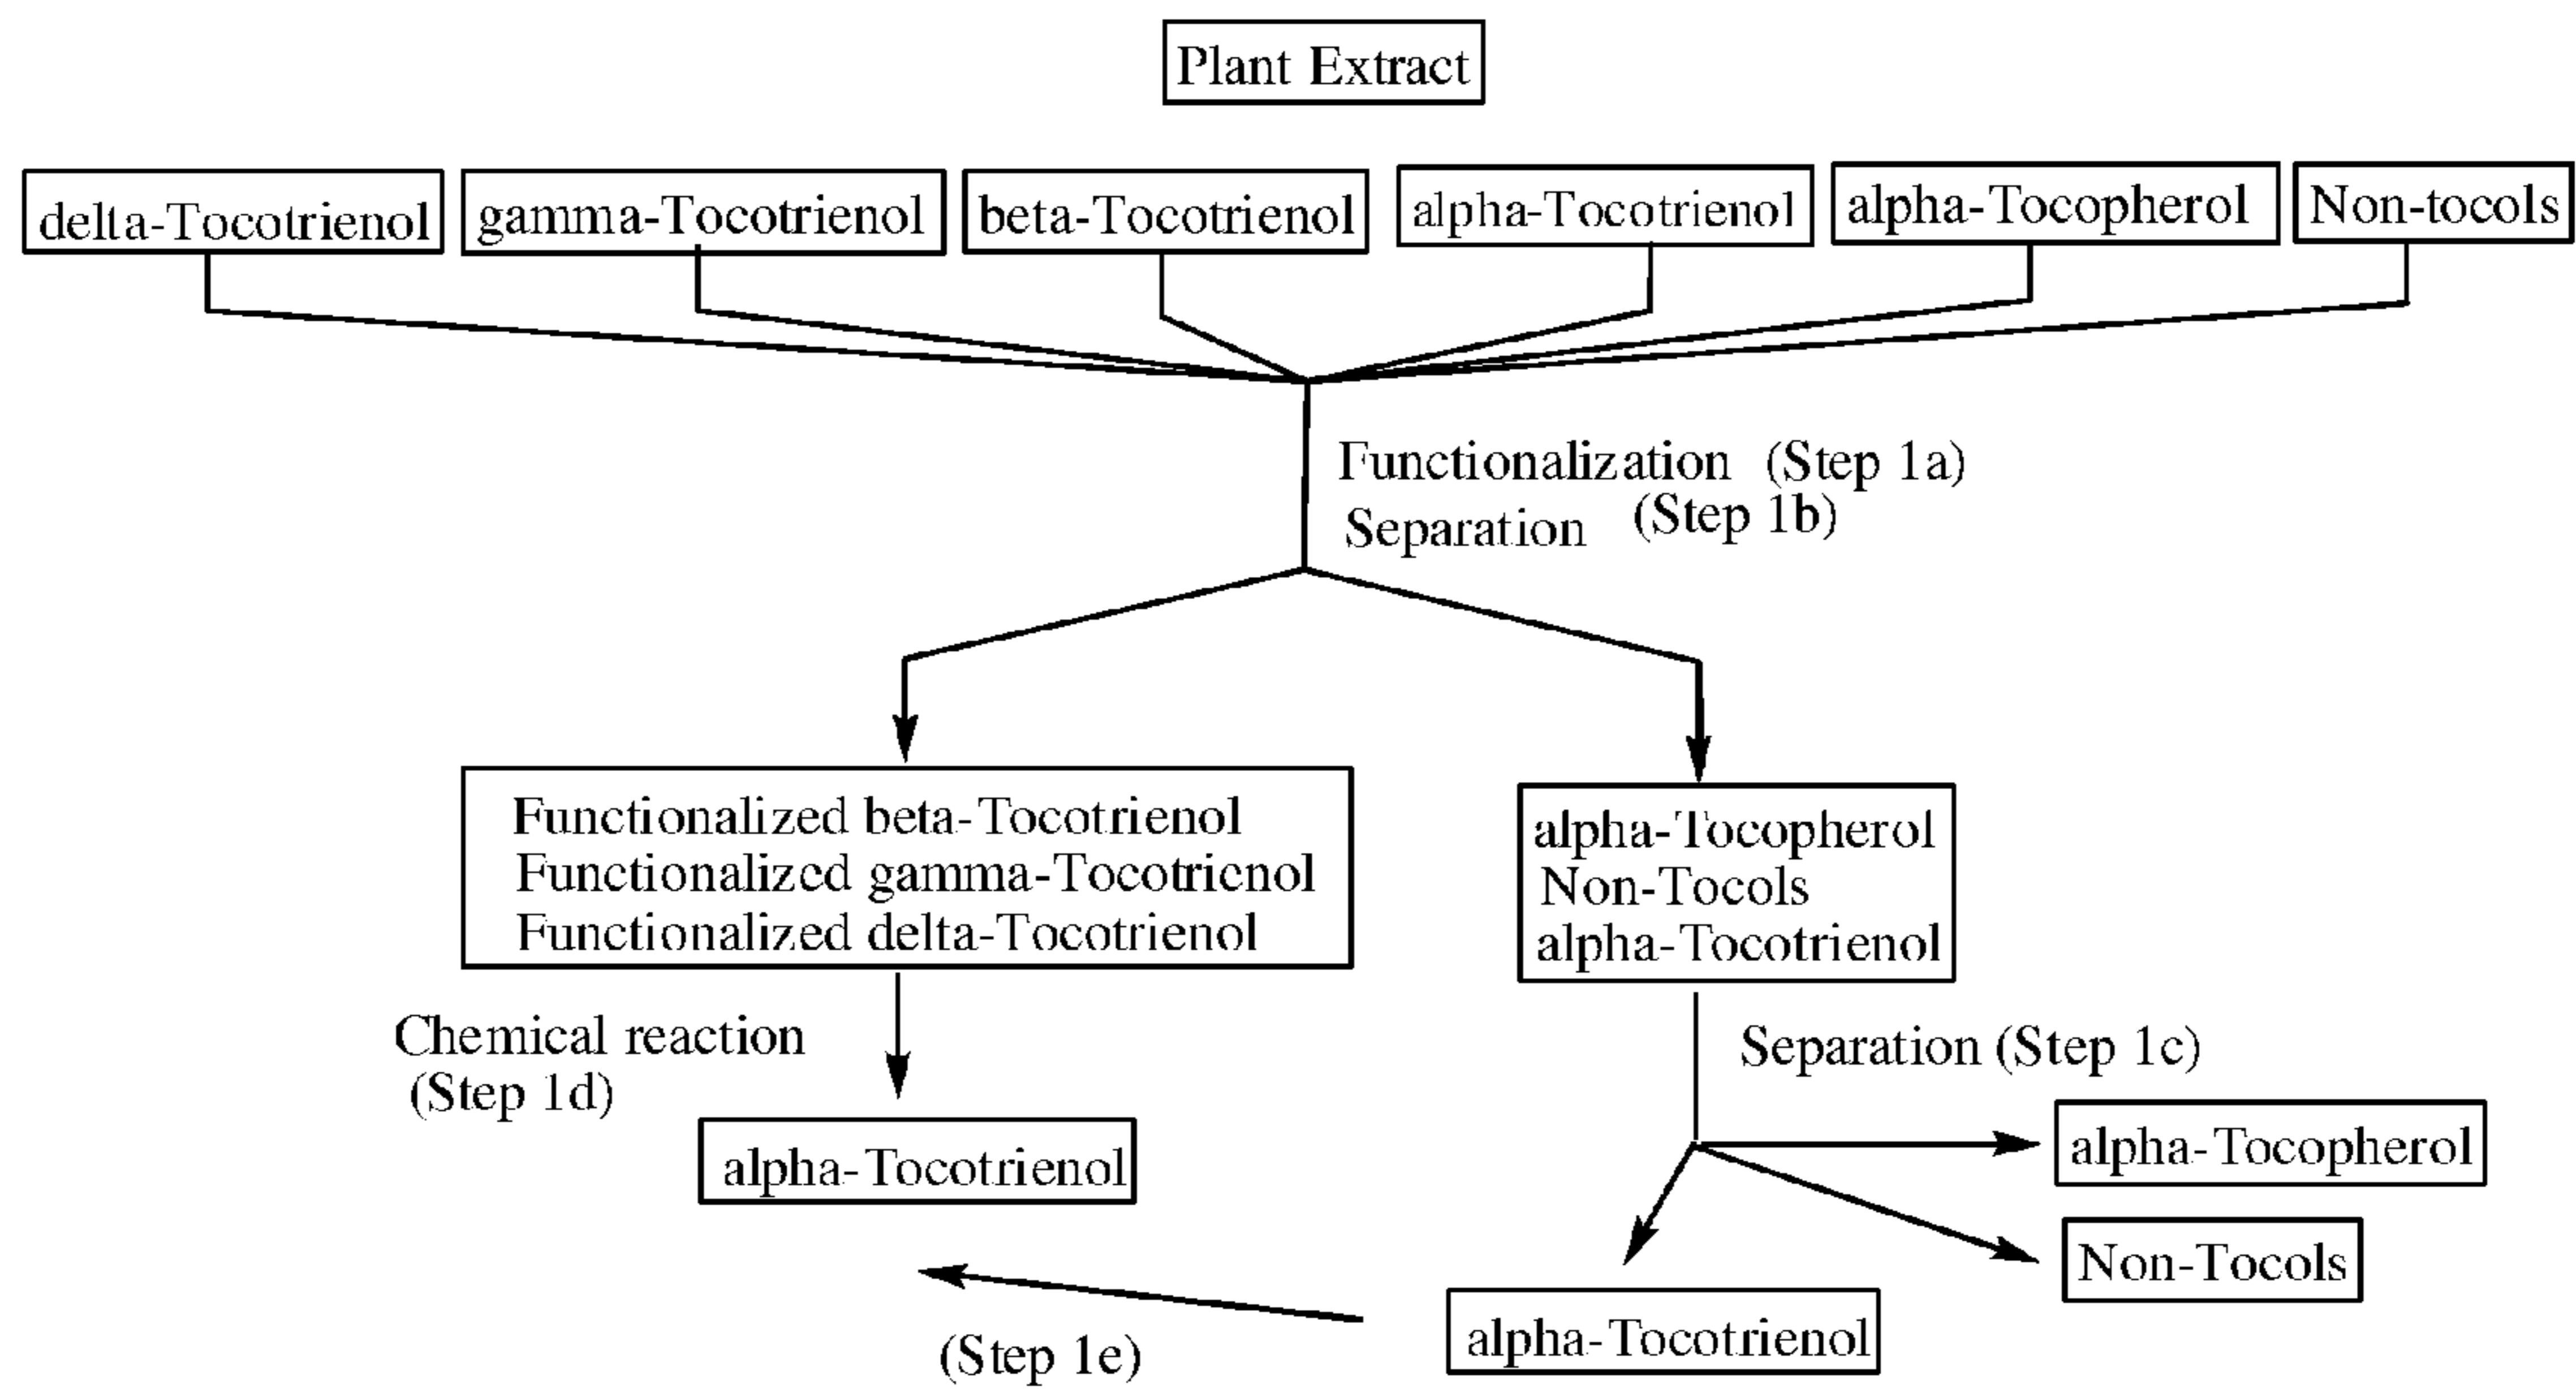 Plant Extract
delta-Tocotrienol
gamma-Tocotrienol
beta-Tocotrienol
alpha-Tocotrienol
alpha-Tocopherol
Non-tocols
Functionalization (Step 1a)
Separation (Step 1b)
Functionalized beta-Tocotrienol
Functionalized gamma-Tocotrienol
Functionalized delta-Tocotrienol
alpha-Tocopherol
Non-Tocols
alpha-Tocotrienol
Chemical reaction
(Step 1d)
Separation (Step 1c)
alpha-Tocotrienol
alpha-Tocopherol
Non-Tocols
alpha-Tocotrienol
(Step 1e)